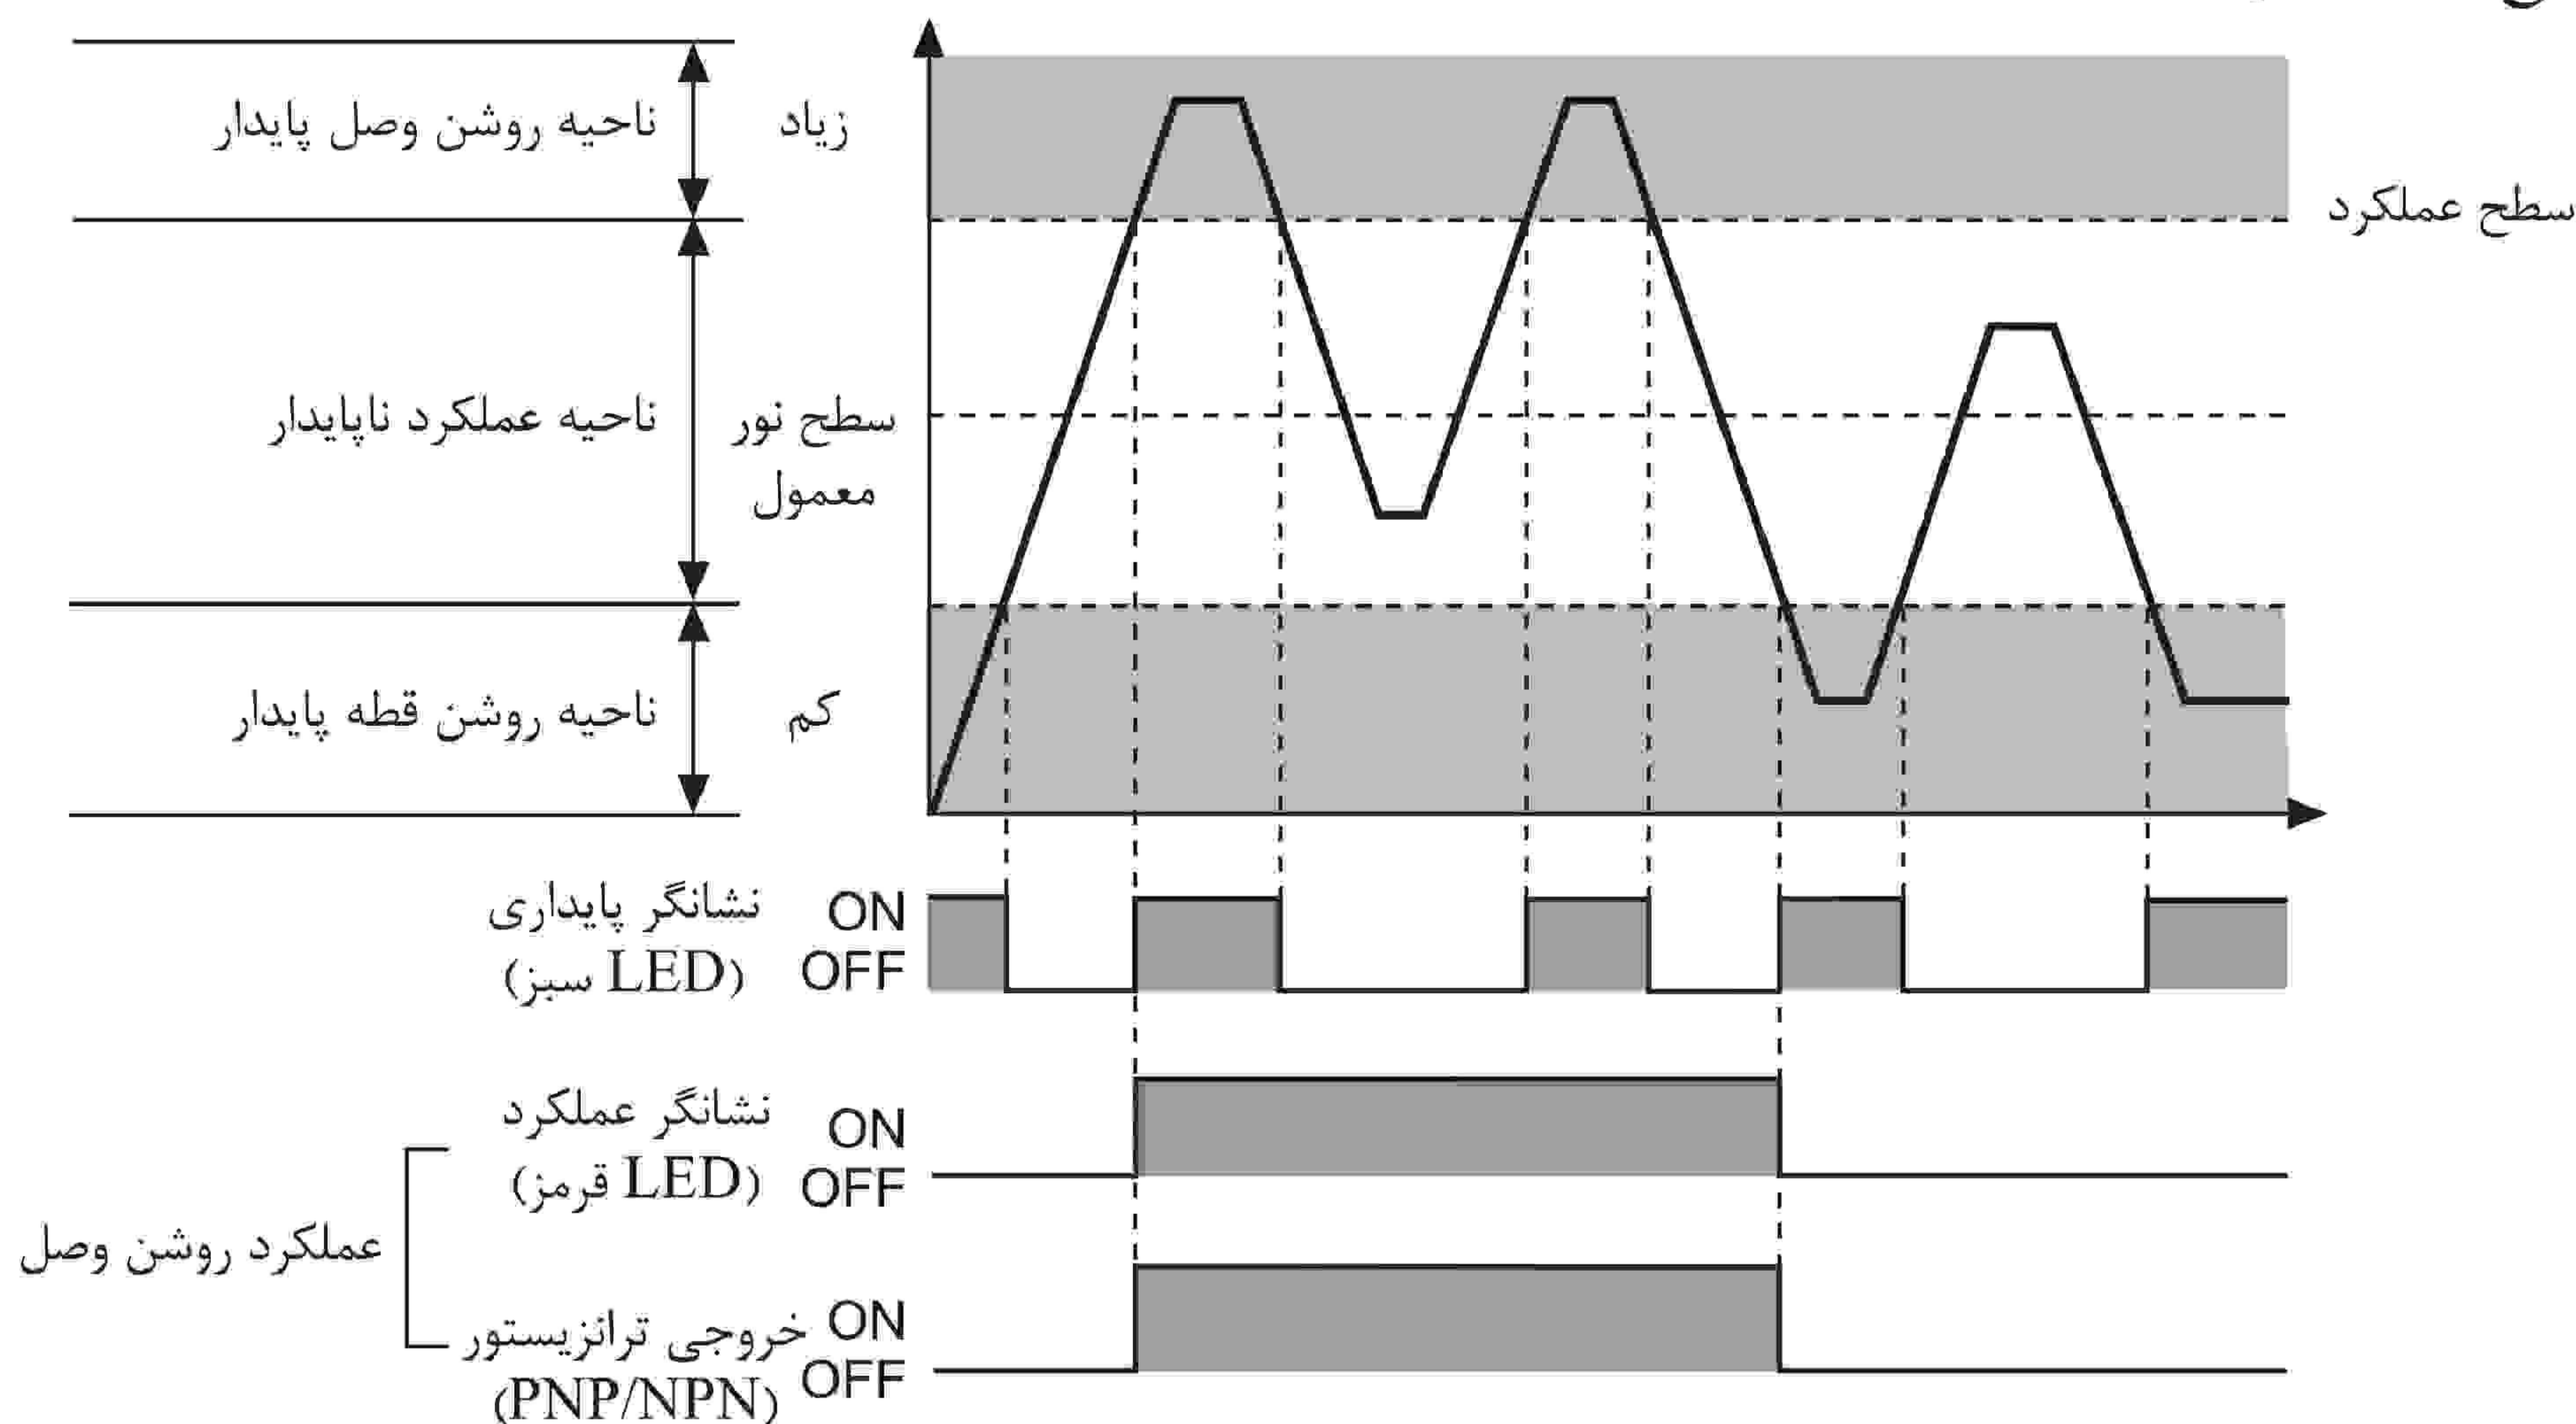 ناحیه روشن وصل پایدار
زیاد
سطح عملکرد
ناحیه عملکرد ناپایدار
سطح نور
معمول
ناحیه روشن قطه پایدار
کم
نشانگر پایداری
(LED سبز)
ON
OFF
نشانگر عملکرد
(LED قرمز)
ON
OFF
عملکرد روشن وصل
خروجی ترانزیستور
(PNP/NPN)
ON
OFF